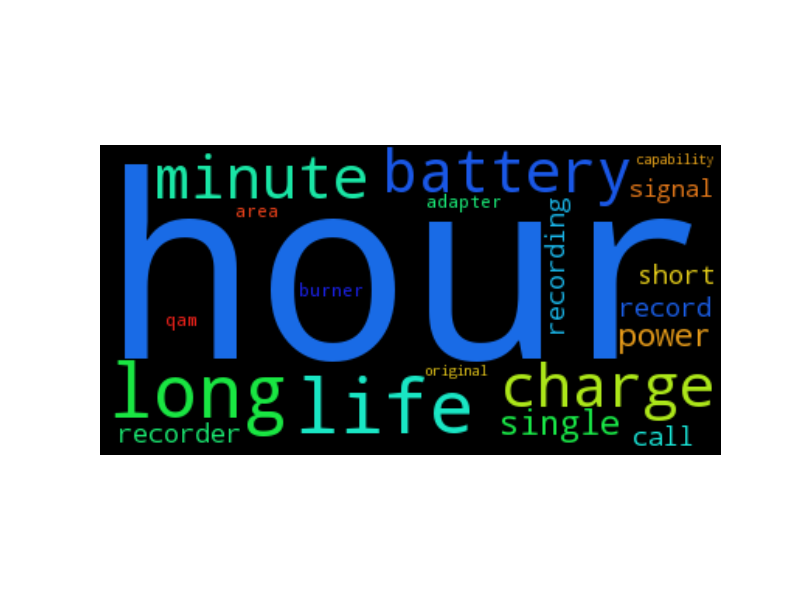 minute
battery
capability
signal
area
adapter
hour
recording
burner
short
qam
record
power
long
life
original
charge
recorder
single
call